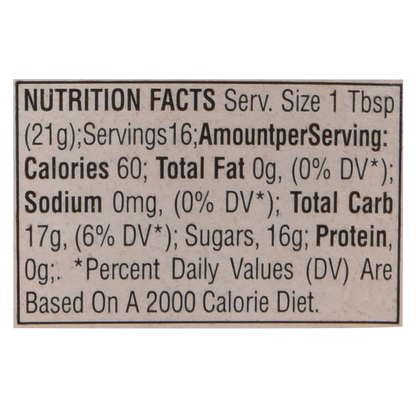 NUTRITION FACTS Serv. Size 1 Tbsp
(21g);Servings16;AmountperServing:
Calories 60; Total Fat 0g, (0% DV*);
Sodium 0mg, (0% DV*); Total Carb
17g, (6% DV*); Sugars, 16g; Protein,
0g;. *Percent Daily Values (DV) Are
Based On A 2000 Calorie Diet.